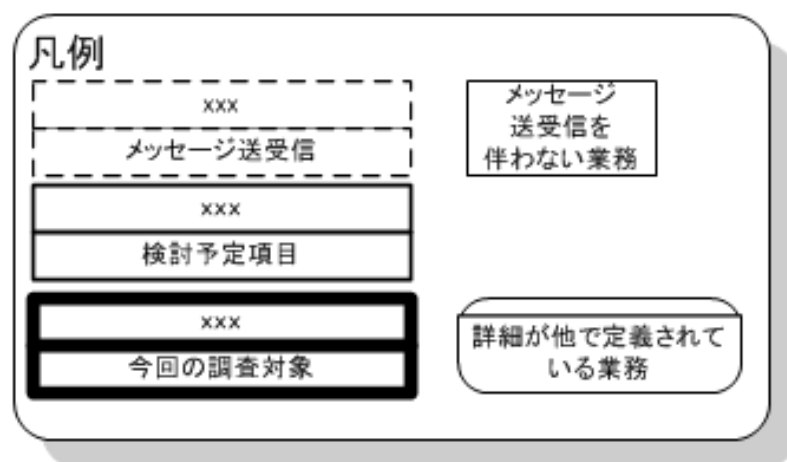 凡例
xxx
メッセージ送受信
xxx
検討予定項目
xxx
今回の調査対象
メッセージ
送受信を
伴わない業務
詳細が他で定義されて
いる業務